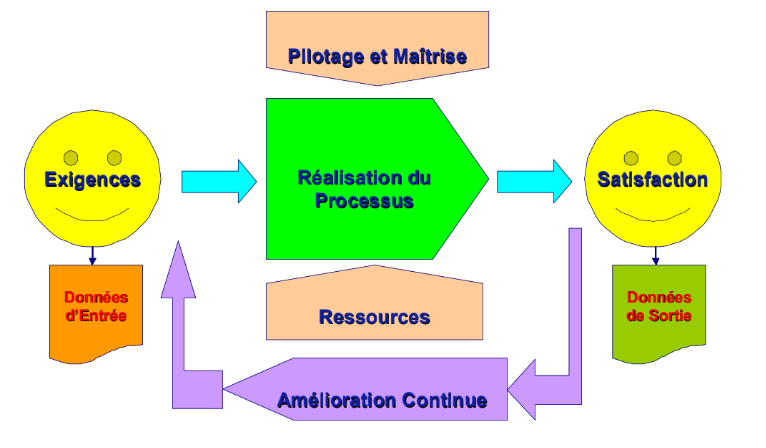 Pilotage et Maîtrise
Exigences
Réalisation du
Processus
Satisfaction
Données
d'Entrée
Ressources
Données
de Sortie
Amélioration Continue